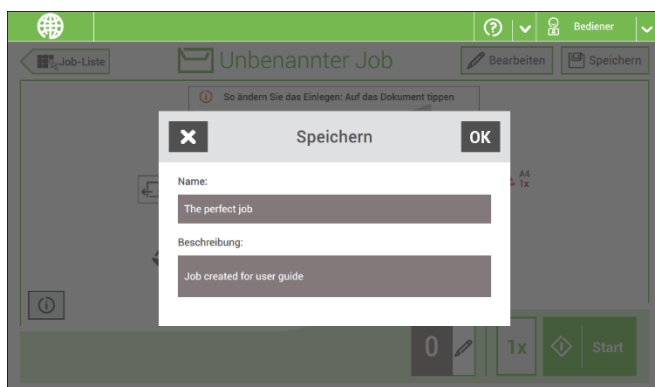 Bediener
Job-Liste
Unbenannter Job
Bearbeiten
Speichern
So ändern Sie das Einlegen: Auf das Dokument tippen
Speichern
OK
A4
1x
Name:
The perfect job
Beschreibung:
Job created for user guide
0
1x
Start